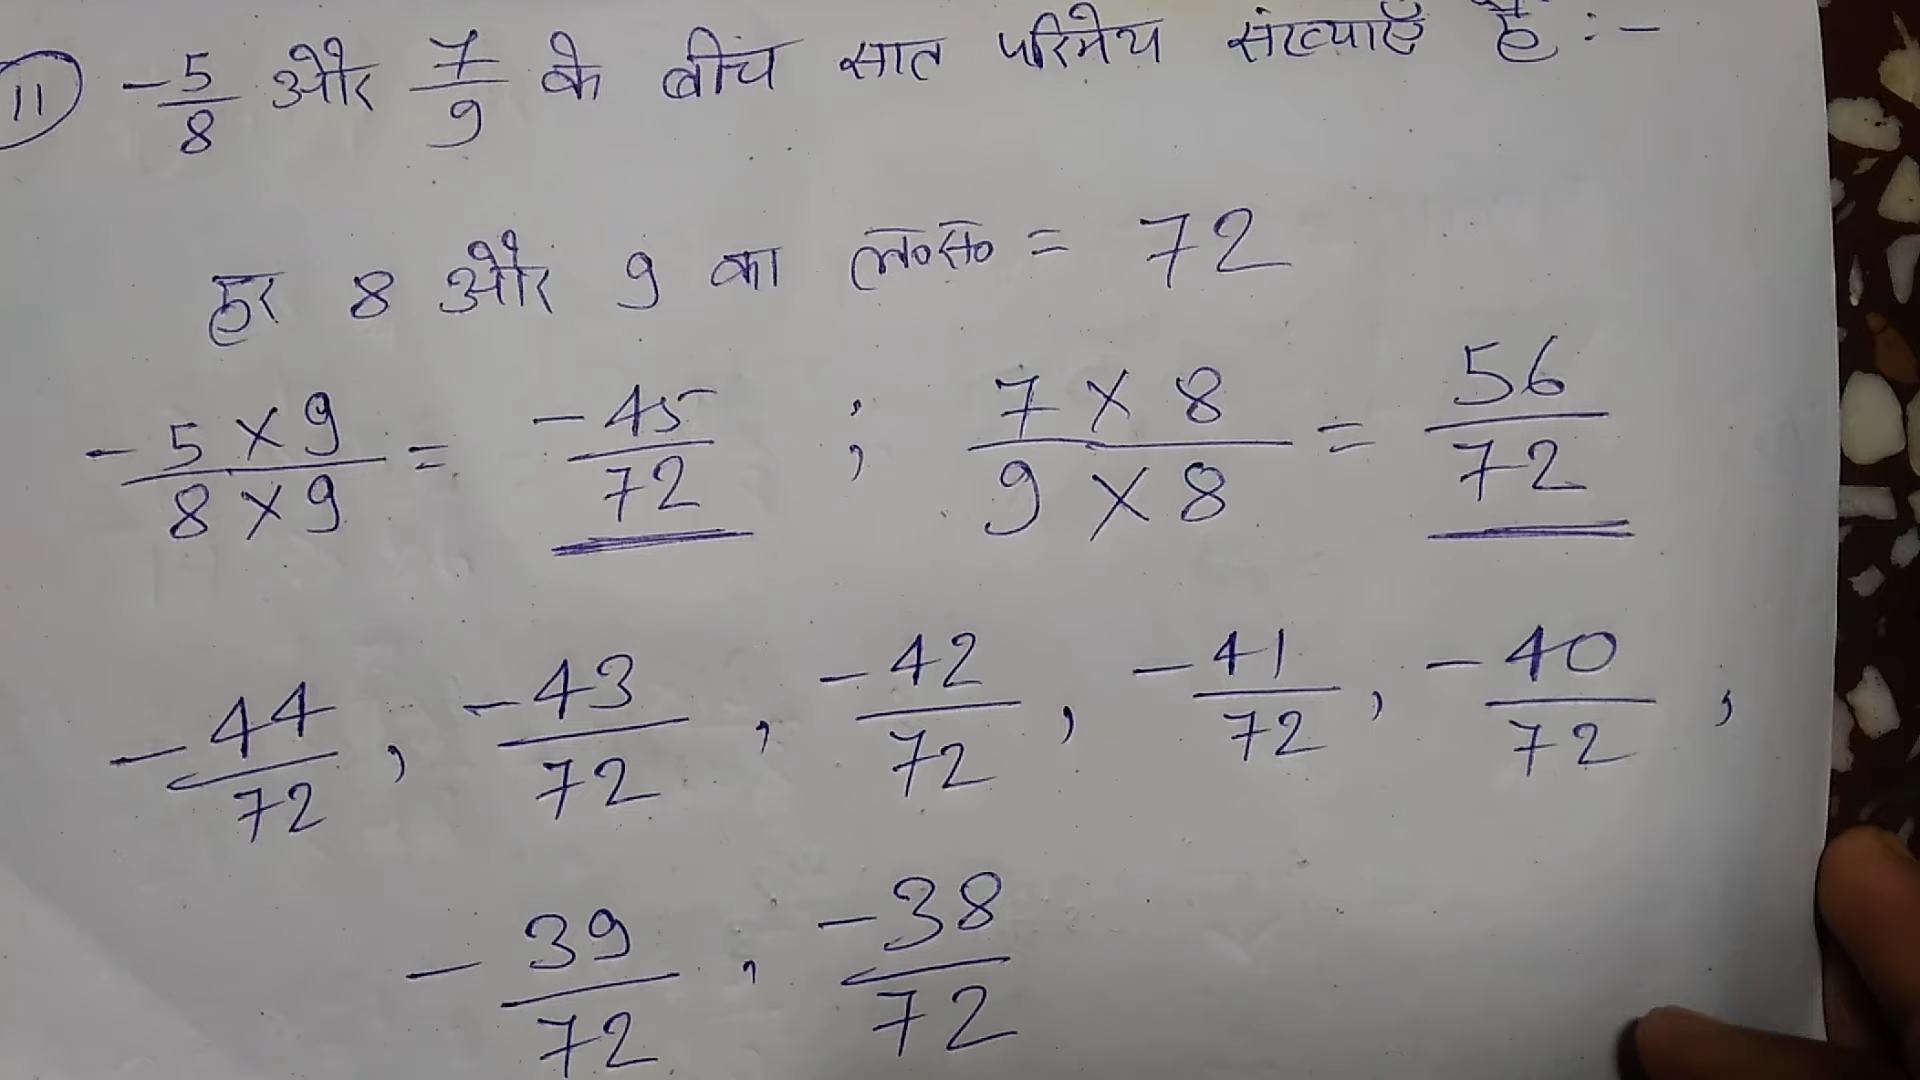 (11) -5/8 और 7/9 के बीच सात परिमेय संख्याएँ हैं :-
हर 8 और 9 का ल०स० = 72
-5×9/8×9 = -45/72 ; 7×8/9×8 = 56/72
-44/72 , -43/72 , -42/72 , -41/72 , -40/72 ,
-39/72 , -38/72